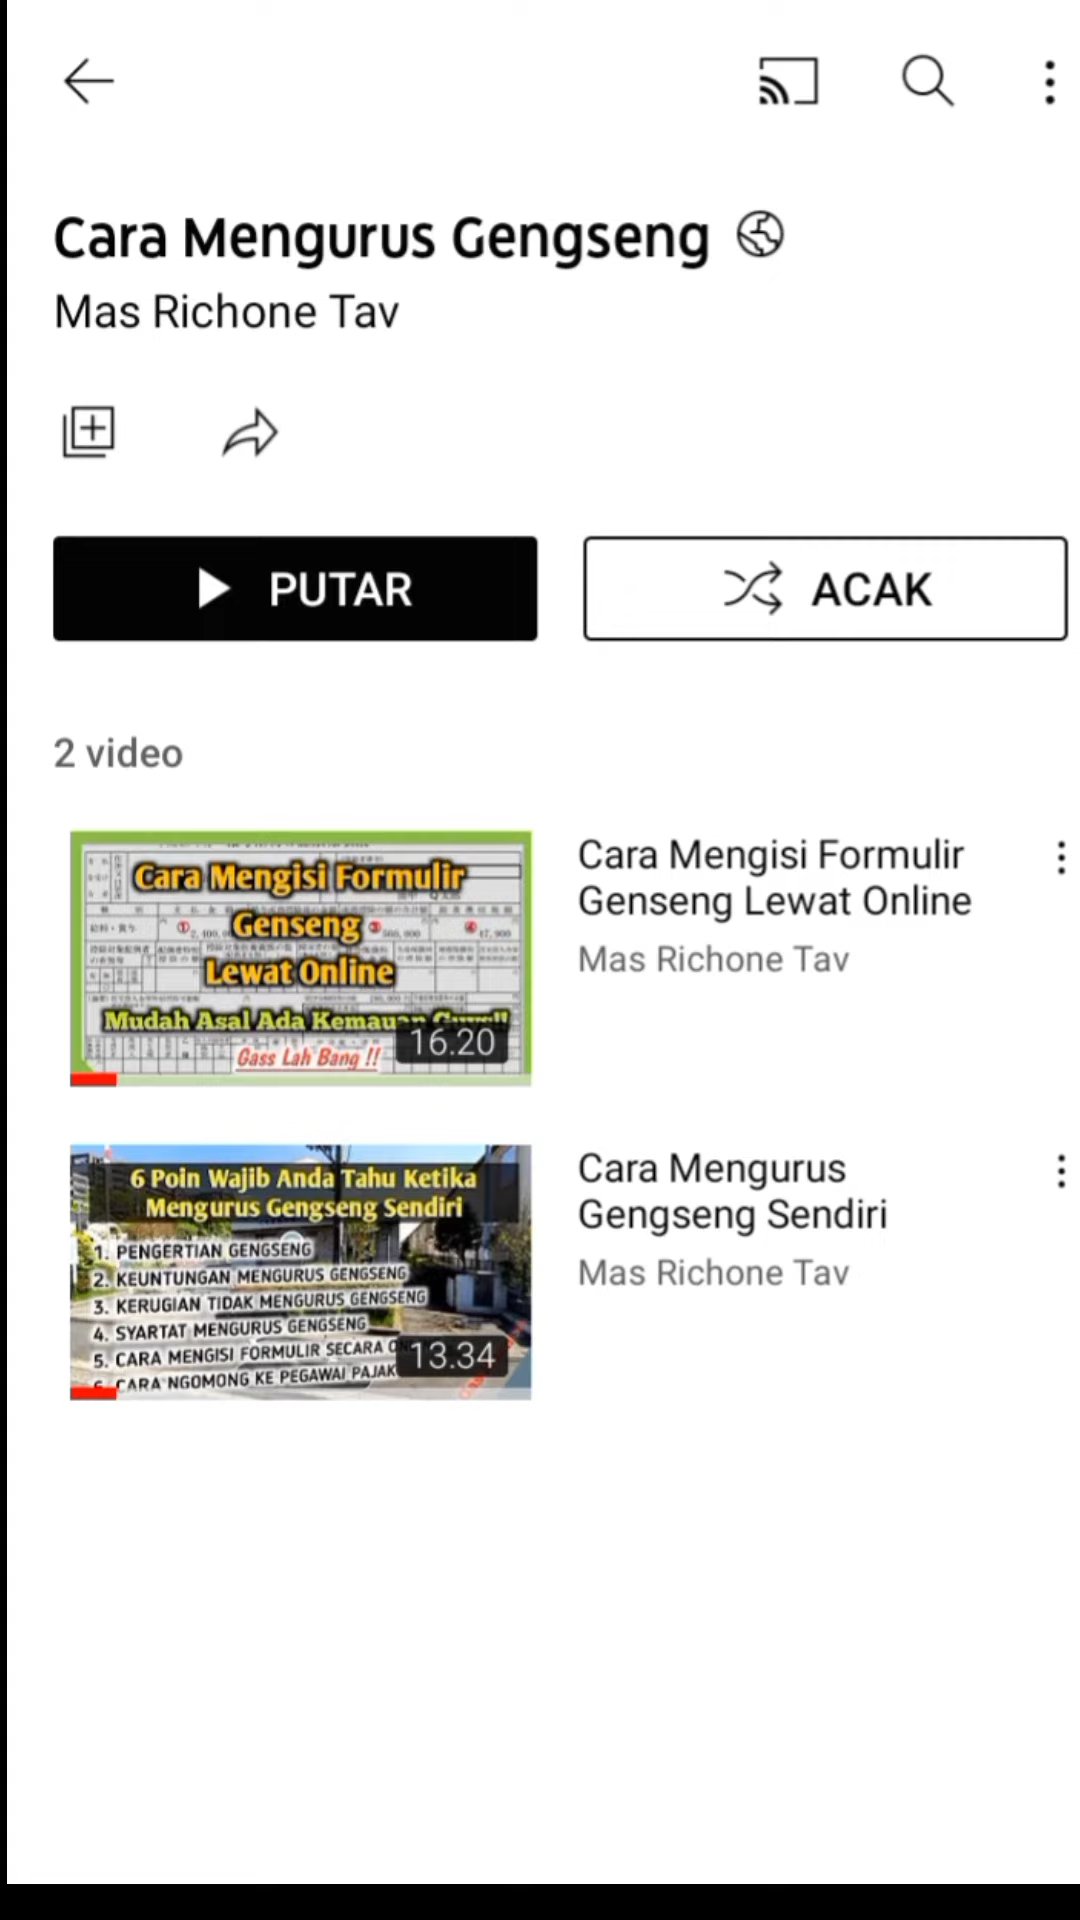 Cara Mengurus Gengseng
Mas Richone Tav
PUTAR
ACAK
2 video
Cara Mengisi Formulir
Genseng
Lewat Online
Mudah Asal Ada Kemauan
Gass Lah Bang !!
16.20
Cara Mengisi Formulir
Genseng Lewat Online
Mas Richone Tav
6 Poin Wajib Anda Tahu Ketika
Mengurus Gengseng Sendiri
1. PENGERTIAN GENGSENG
2. KEUNTUNGAN MENGURUS GENGSENG
3. KERUGIAN TIDAK MENGURUS GENGSENG
4. SYARTAT MENGURUS GENGSENG
5. CARA MENGISI FORMULIR SECARA
6. CARA NGOMONG KE PEGAWAI PAJAK
13.34
Cara Mengurus
Gengseng Sendiri
Mas Richone Tav